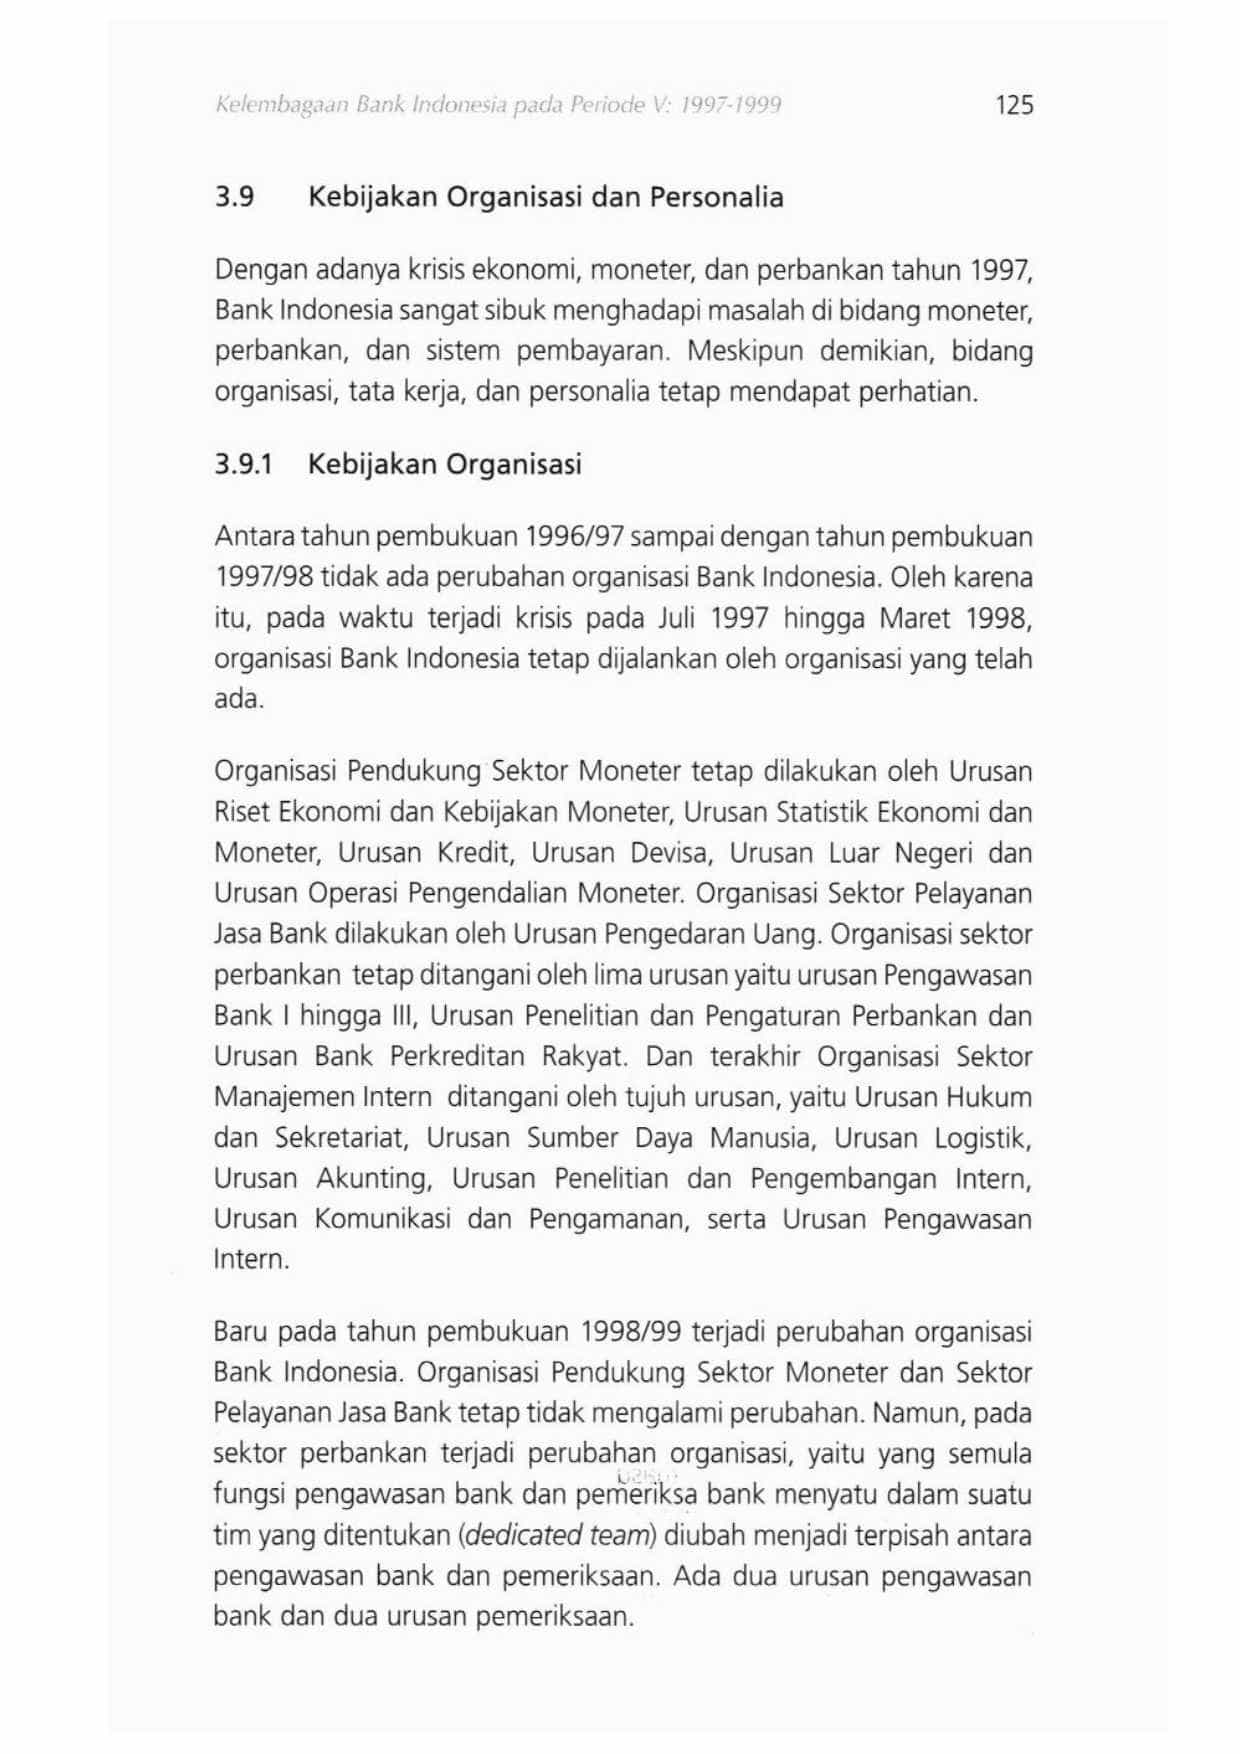 Kelembagaan Bank Indonesia pada Periode V: 1997-1999 125
3.9 Kebijakan Organisasi dan Personalia
Dengan adanya krisis ekonomi, moneter, dan perbankan tahun 1997,
Bank Indonesia sangat sibuk menghadapi masalah di bidang moneter,
perbankan, dan sistem pembayaran. Meskipun demikian, bidang
organisasi, tata kerja, dan personalia tetap mendapat perhatian.
3.9.1 Kebijakan Organisasi
Antara tahun pembukuan 1996/97 sampai dengan tahun pembukuan
1997/98 tidak ada perubahan organisasi Bank Indonesia. Oleh karena
itu, pada waktu terjadi krisis pada Juli 1997 hingga Maret 1998,
organisasi Bank Indonesia tetap dijalankan oleh organisasi yang telah
ada.
Organisasi Pendukung Sektor Moneter tetap dilakukan oleh Urusan
Riset Ekonomi dan Kebijakan Moneter, Urusan Statistik Ekonomi dan
Moneter, Urusan Kredit, Urusan Devisa, Urusan Luar Negeri dan
Urusan Operasi Pengendalian Moneter. Organisasi Sektor Pelayanan
Jasa Bank dilakukan oleh Urusan Pengedaran Uang. Organisasi sektor
perbankan tetap ditangani oleh lima urusan yaitu urusan Pengawasan
Bank I hingga III, Urusan Penelitian dan Pengaturan Perbankan dan
Urusan Bank Perkreditan Rakyat. Dan terakhir Organisasi Sektor
Manajemen Intern ditangani oleh tujuh urusan, yaitu Urusan Hukum
dan Sekretariat, Urusan Sumber Daya Manusia, Urusan Logistik,
Urusan Akunting, Urusan Penelitian dan Pengembangan Intern,
Urusan Komunikasi dan Pengamanan, serta Urusan Pengawasan
Intern.
Baru pada tahun pembukuan 1998/99 terjadi perubahan organisasi
Bank Indonesia. Organisasi Pendukung Sektor Moneter dan Sektor
Pelayanan Jasa Bank tetap tidak mengalami perubahan. Namun, pada
sektor perbankan terjadi perubahan organisasi, yaitu yang semula
fungsi pengawasan bank dan pemeriksa bank menyatu dalam suatu
tim yang ditentukan (dedicated team) diubah menjadi terpisah antara
pengawasan bank dan pemeriksaan. Ada dua urusan pengawasan
bank dan dua urusan pemeriksaan.